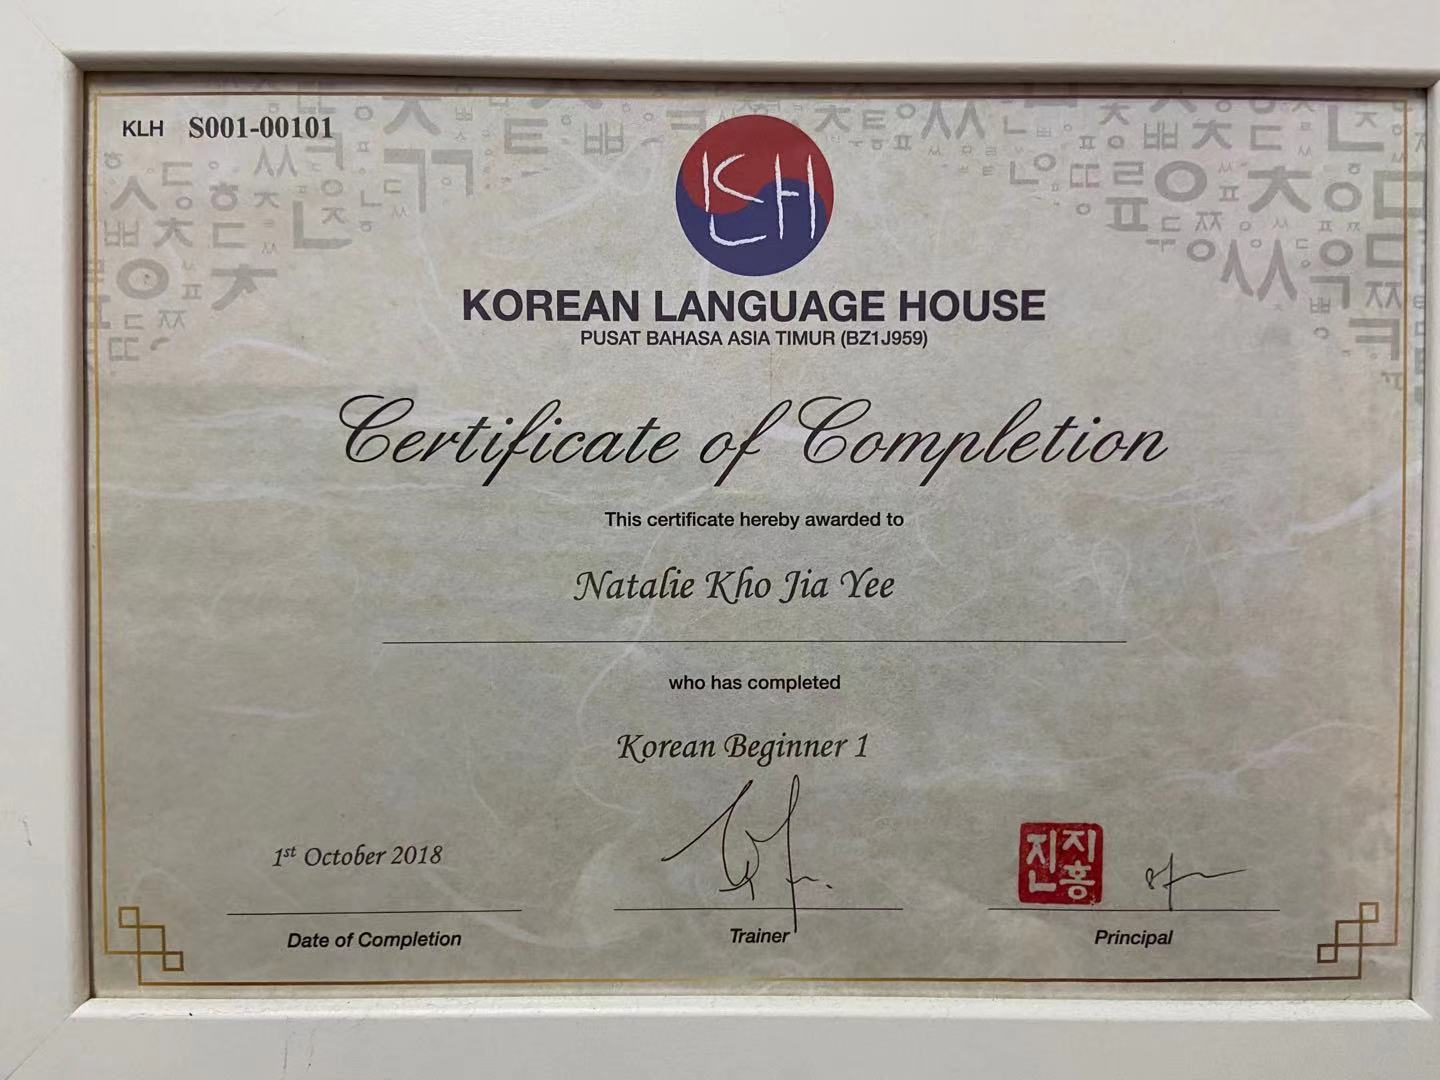 KLH S001-00101
KLH
KOREAN LANGUAGE HOUSE
PUSAT BAHASA ASIA TIMUR (BZ1J959)
Certificate of Completion
This certificate hereby awarded to
Natalie Kho Jia Yee
who has completed
Korean Beginner 1
1st October 2018
진지홍
Date of Completion
Trainer
Principal